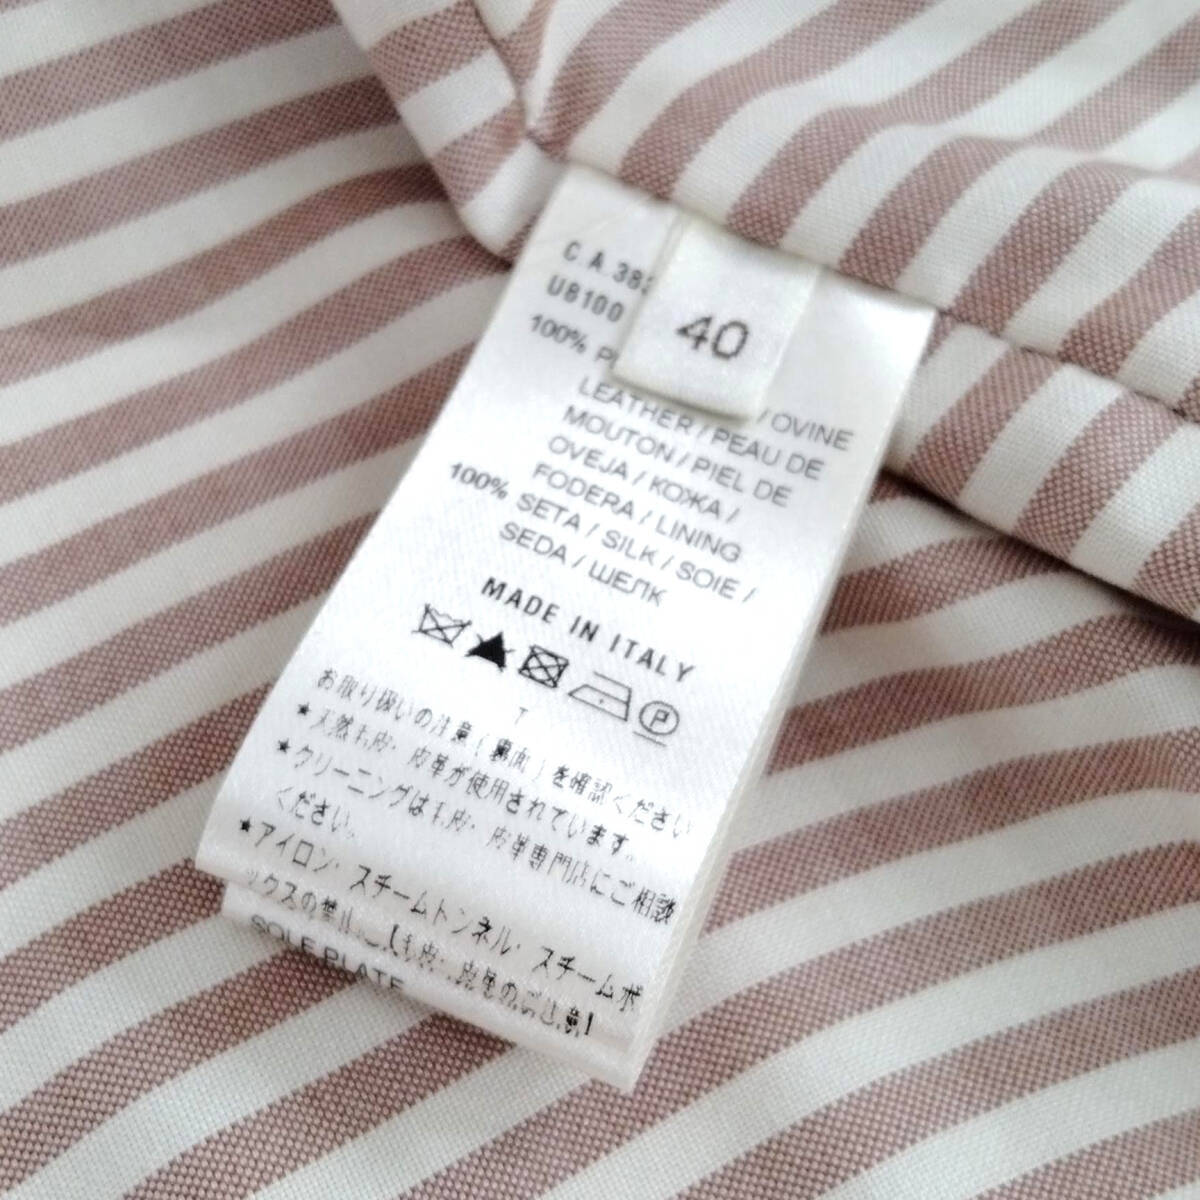 C A 38
U8100
40
100%
/ OVINE
LEATHER / PEAU DE
MOUTON / PIEL DE
OVEJA / КОЖА /
FODERA / LINING
100% SETA / SILK / SOIE /
SEDA / ШЕЛК
MADE IN ITALY
P
お取り扱いの注意(裏面)を確認ください
★天然毛皮・皮革が使用されています。
★クリーニングは毛皮・皮革専門店にご相談
ください。
★アイロン・スチームトンネル・スチームボ
ックスの禁止【毛皮・皮革のご注意】
SOLE PLATE